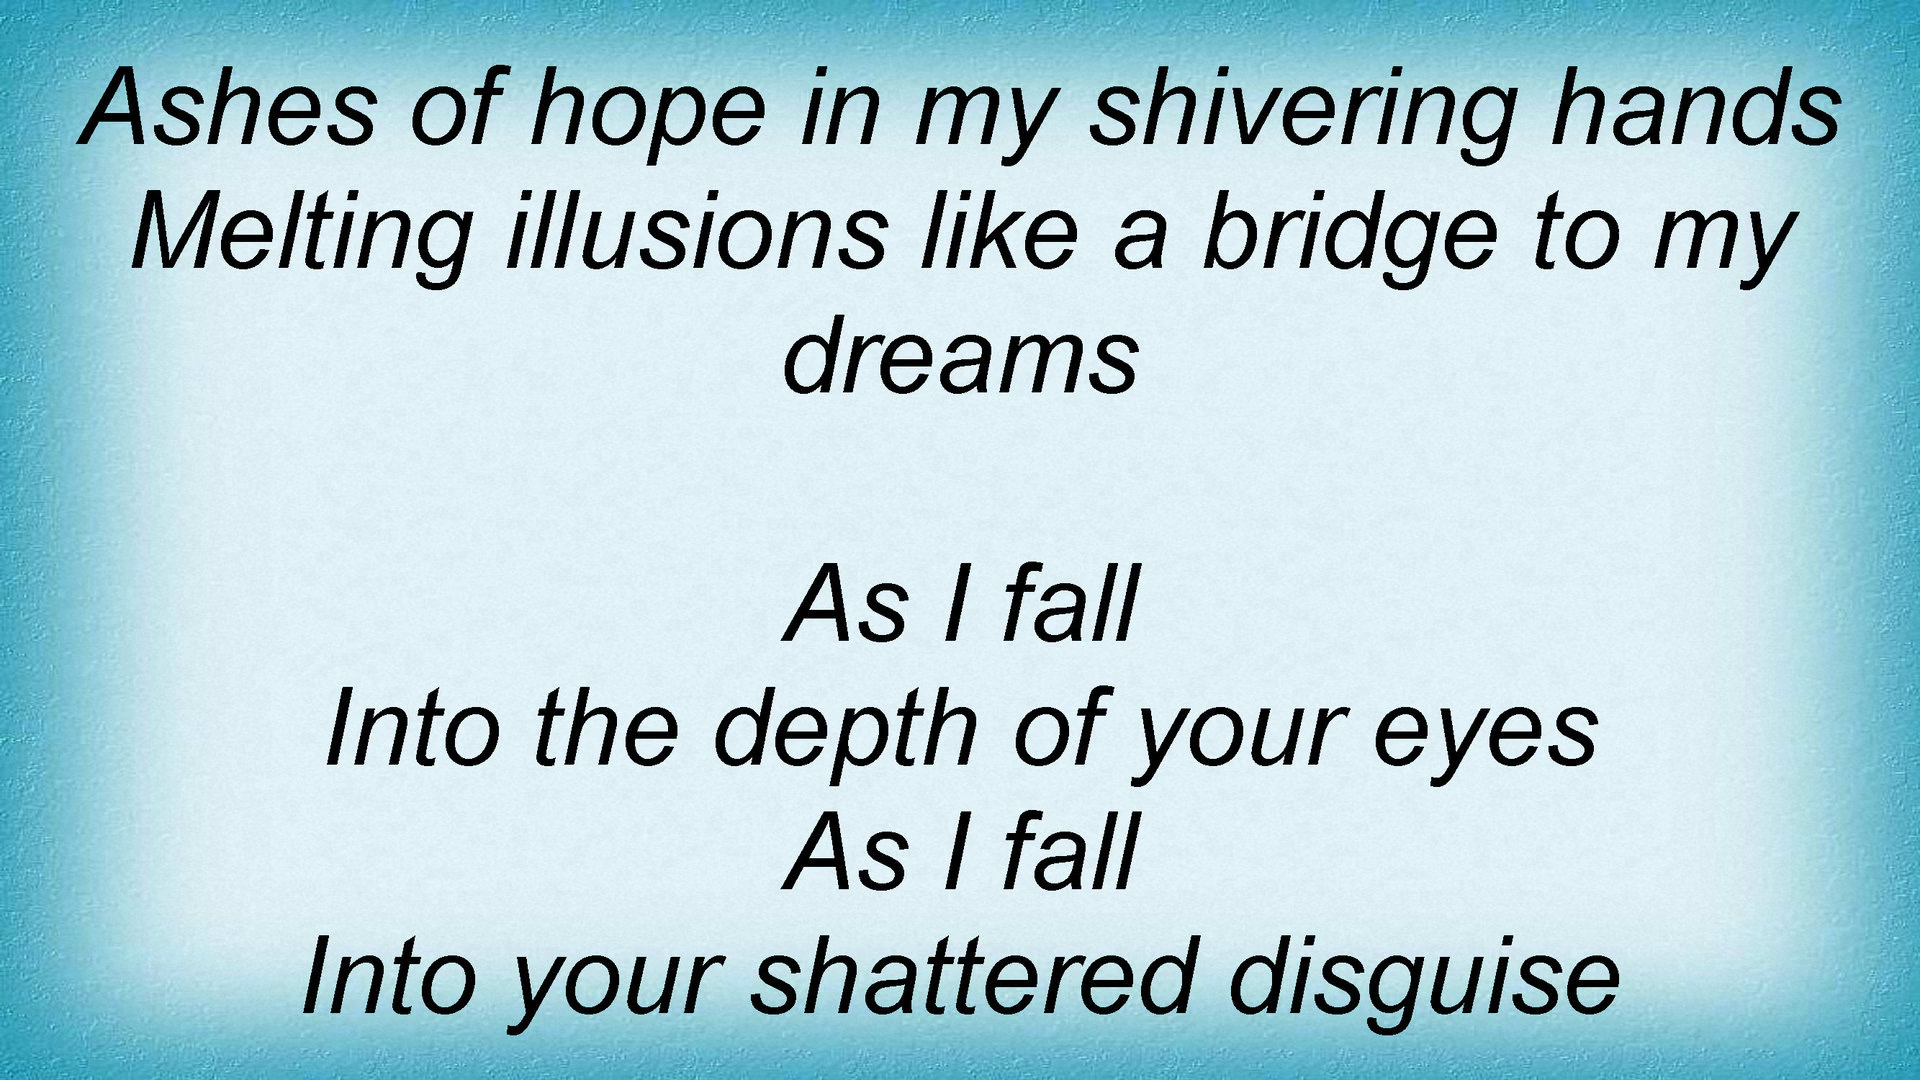 Ashes of hope in my shivering hands
Melting illusions like a bridge to my
dreams
As I fall
Into the depth of your eyes
As I fall
Into your shattered disguise